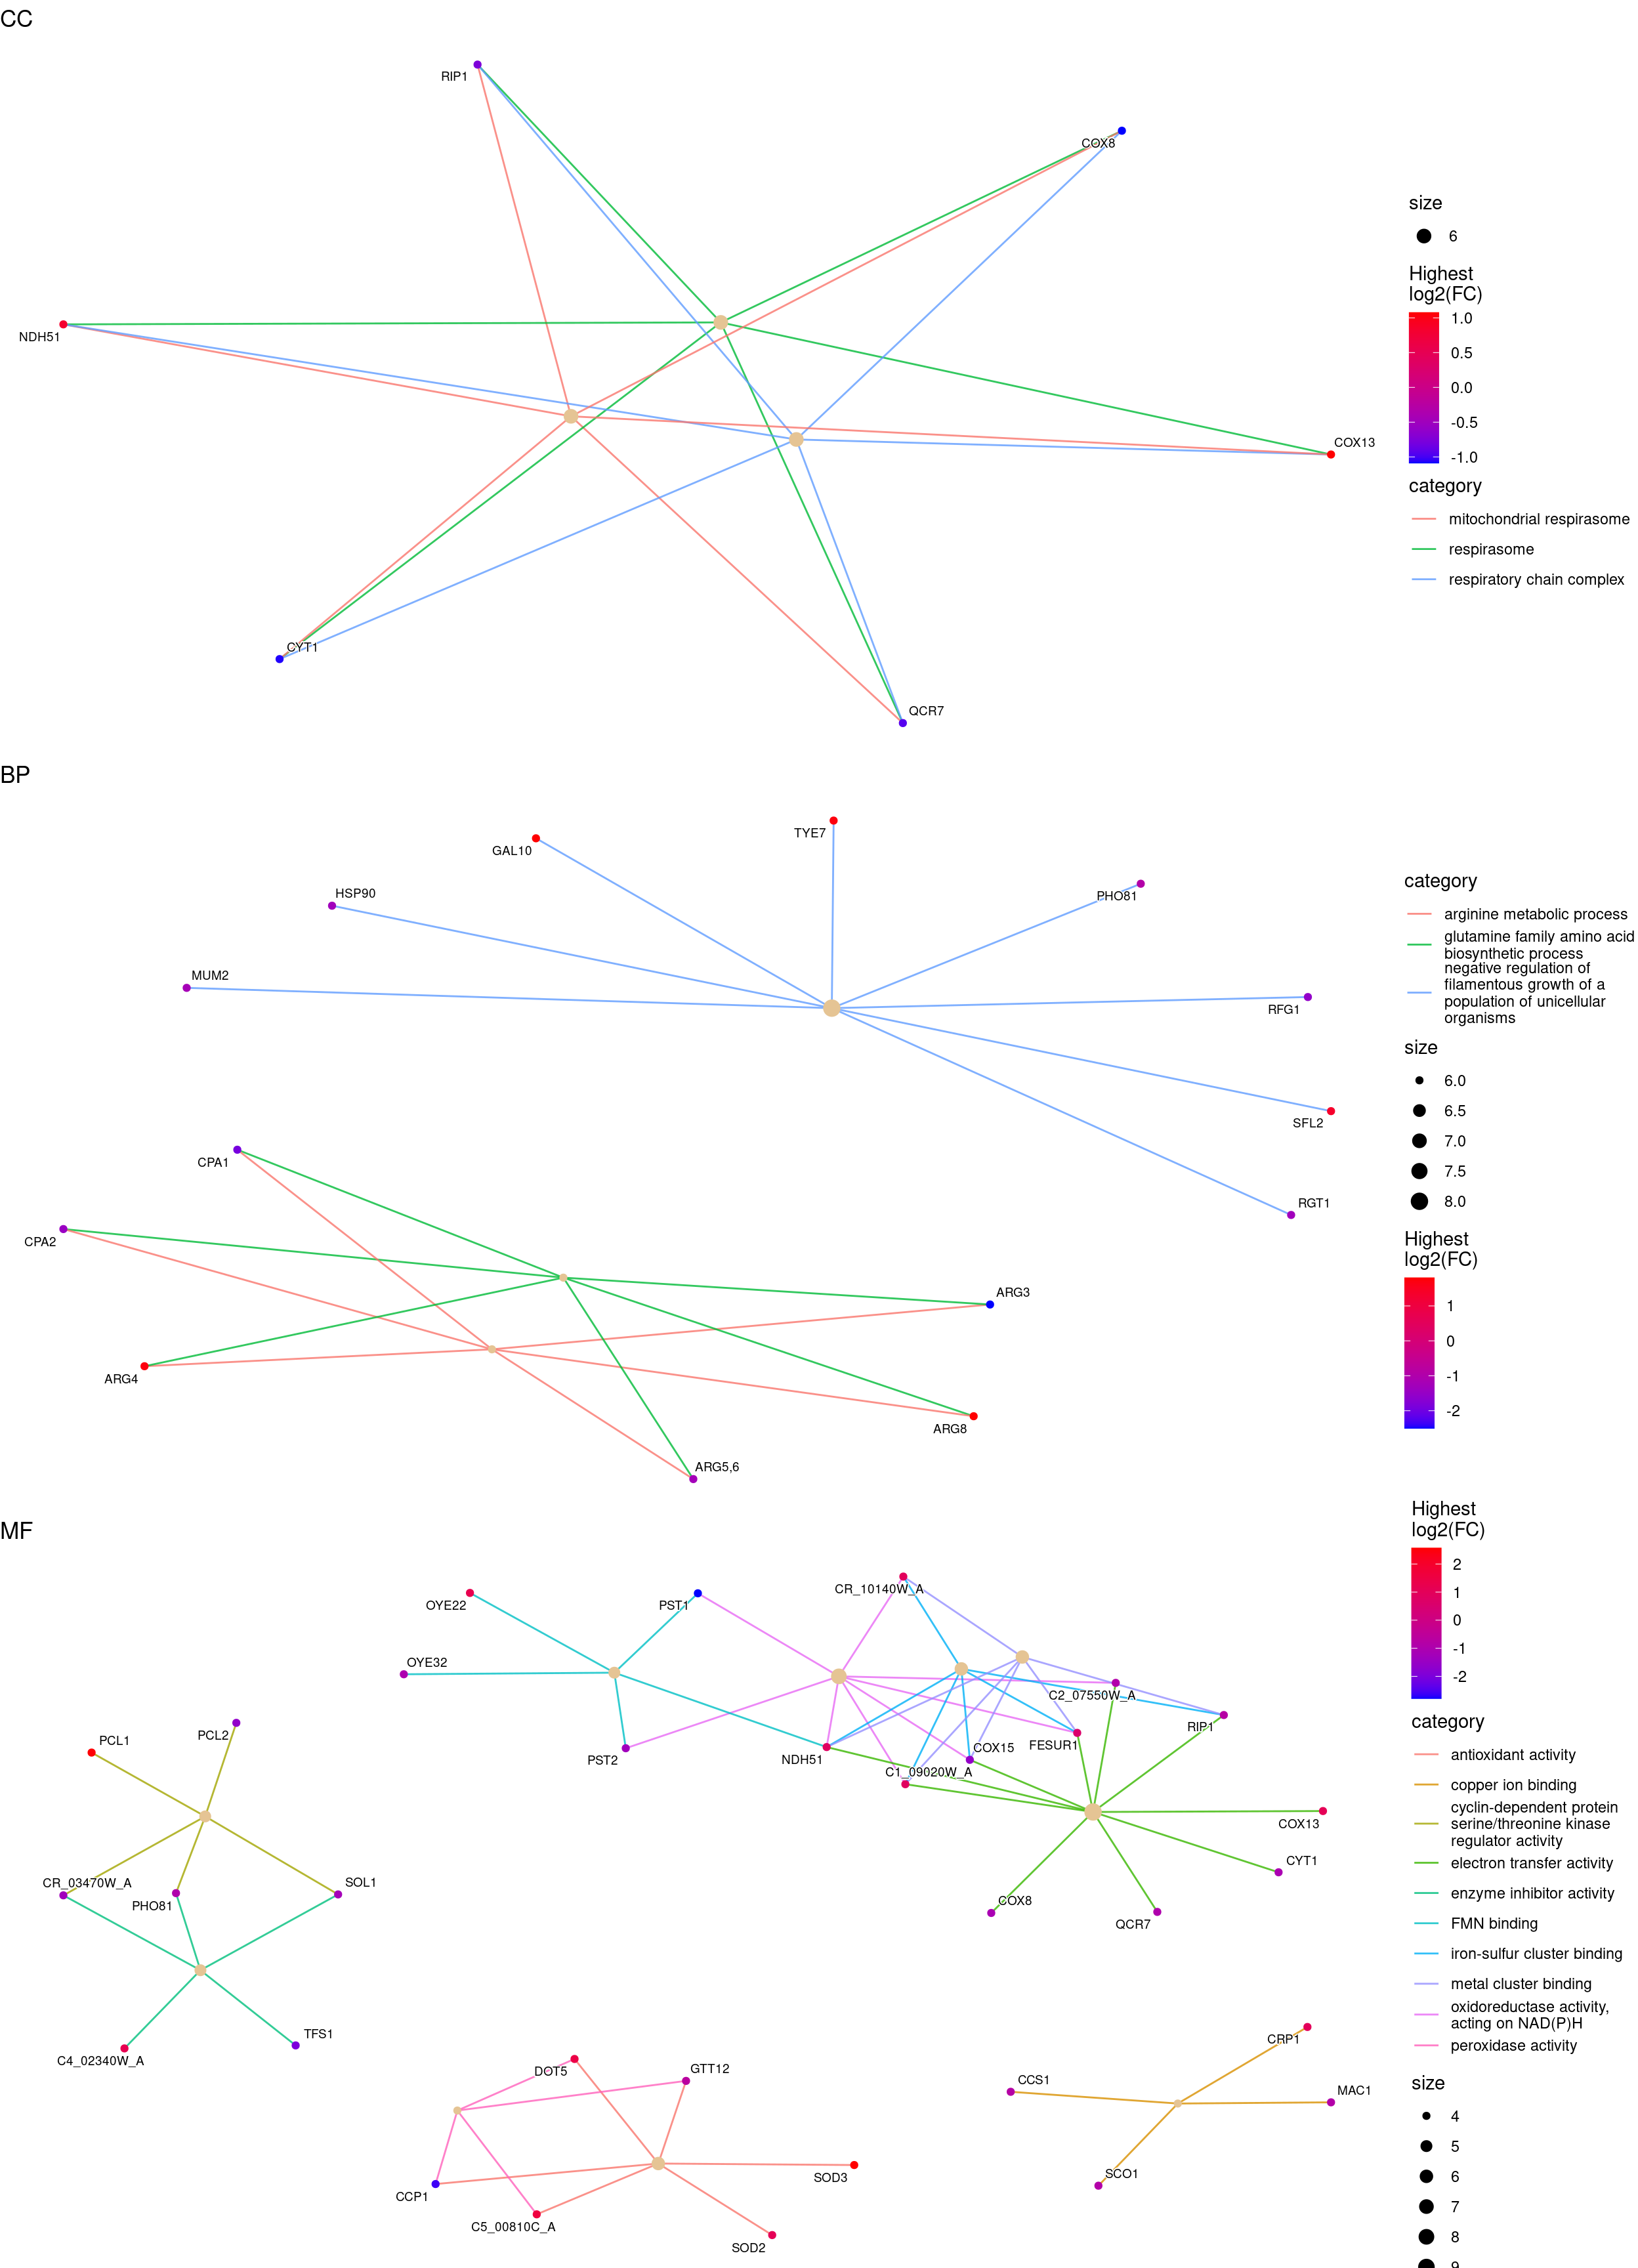 CC
RIP1
COX8
NDH51
COX13
CYT1
QCR7
size
6
Highest
log2(FC)
1.0
0.5
0.0
-0.5
-1.0
category
mitochondrial respirasome
respirasome
respiratory chain complex
BP
TYE7
GAL10
PHO81
HSP90
MUM2
RFG1
SFL2
RGT1
CPA1
CPA2
ARG3
ARG4
ARG8
ARG5,6
category
arginine metabolic process
glutamine family amino acid
biosynthetic process
negative regulation of
filamentous growth of a
population of unicellular
organisms
size
6.0
6.5
7.0
7.5
8.0
Highest
log2(FC)
1
0
-1
-2
MF
CR_10140W_A
OYE22
PST1
OYE32
C2_07550W_A
RIP1
PCL2
PCL1
PST2
NDH51
COX15
FESUR1
C1_09020W_A
COX13
CYT1
CR_03470W_A
SOL1
PHO81
COX8
QCR7
TFS1
C4_02340W_A
DOT5
GTT12
CRP1
CCS1
MAC1
SOD3
SCO1
CCP1
C5_00810C_A
SOD2
Highest
log2(FC)
2
1
0
-1
-2
category
antioxidant activity
copper ion binding
cyclin-dependent protein
serine/threonine kinase
regulator activity
electron transfer activity
enzyme inhibitor activity
FMN binding
iron-sulfur cluster binding
metal cluster binding
oxidoreductase activity,
acting on NAD(P)H
peroxidase activity
size
4
5
6
7
8
9